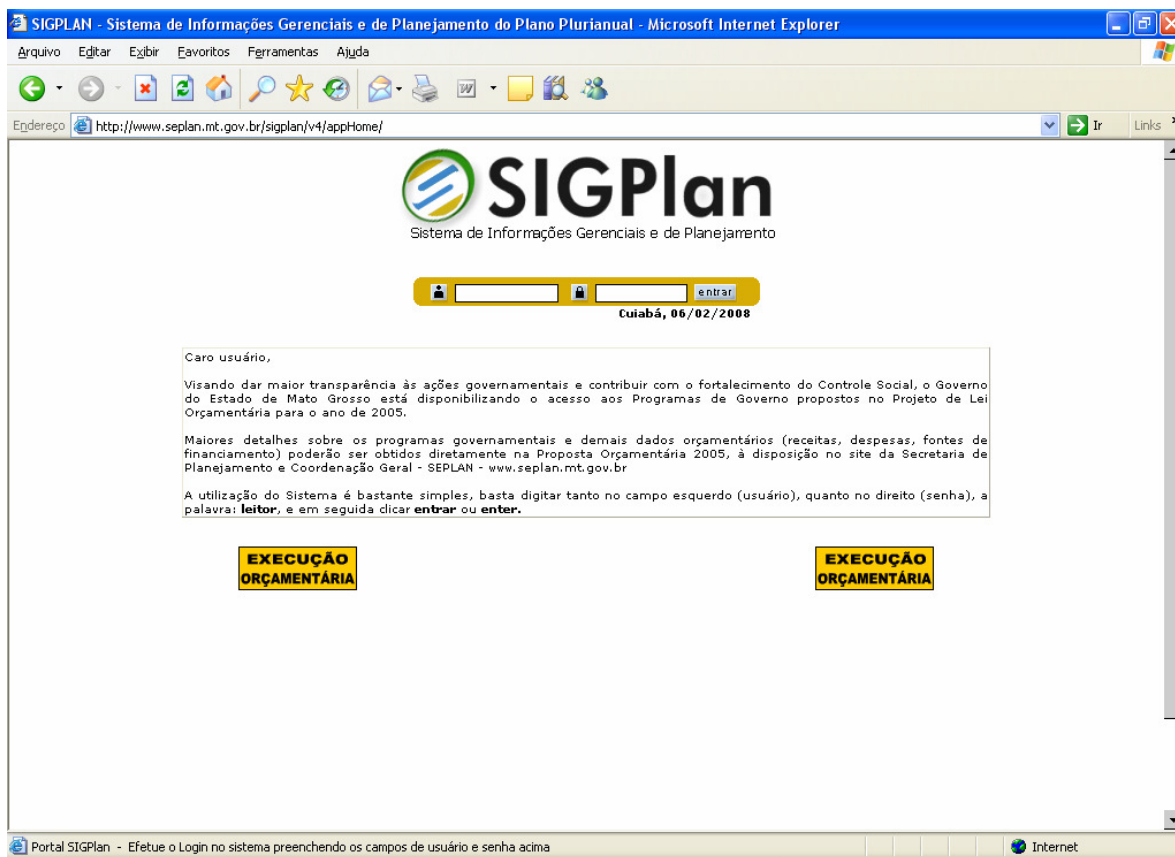 SIGPLAN - Sistema de Informações Gerenciais e de Planejamento do Plano Plurianual - Microsoft Internet Explorer
Arquivo Editar Exibir Favoritos Ferramentas Ajuda
Endereço http://www.seplan.mt.gov.br/sigplan/v4/appHome/ Ir Links
SIGPlan
Sistema de Informações Gerenciais e de Planejamento
entrar
Cuiabá, 06/02/2008
Caro usuário,
Visando dar maior transparência às ações governamentais e contribuir com o fortalecimento do Controle Social, o Governo
do Estado de Mato Grosso está disponibilizando o acesso aos Programas de Governo propostos no Projeto de Lei
Orçamentária para o ano de 2005.
Maiores detalhes sobre os programas governamentais e demais dados orçamentários (receitas, despesas, fontes de
financiamento) poderão ser obtidos diretamente na Proposta Orçamentária 2005, à disposição no site da Secretaria de
Planejamento e Coordenação Geral - SEPLAN - www.seplan.mt.gov.br
A utilização do Sistema é bastante simples, basta digitar tanto no campo esquerdo (usuário), quanto no direito (senha), a
palavra: leitor, e em seguida clicar entrar ou enter.
EXECUÇÃO
ORÇAMENTÁRIA
EXECUÇÃO
ORÇAMENTÁRIA
Portal SIGPlan - Efetue o Login no sistema preenchendo os campos de usuário e senha acima Internet